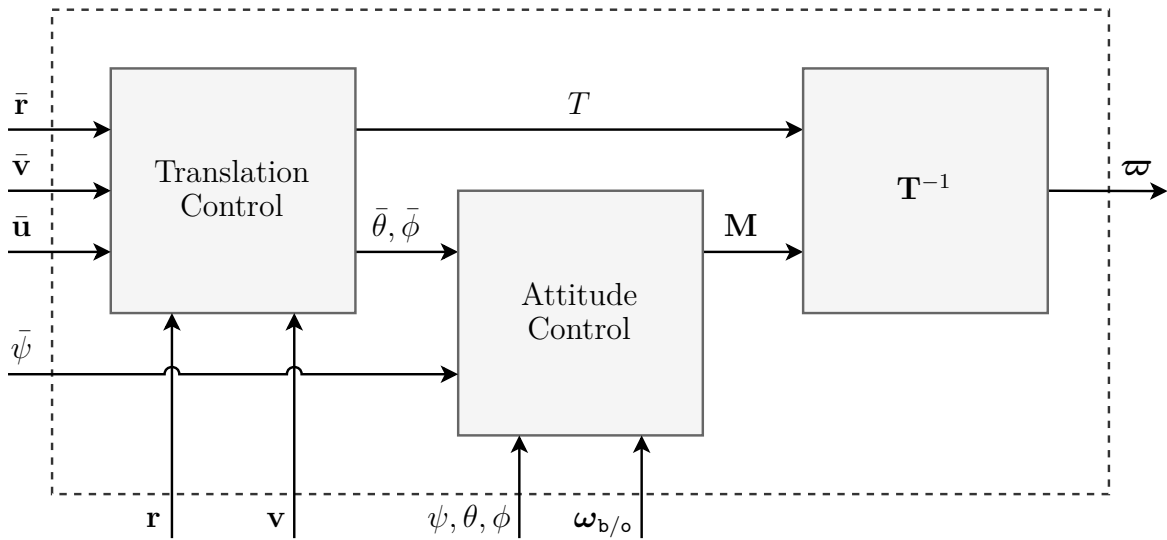 r̄
v̄
ū
ψ̄
Translation
Control
T
θ̄, ϕ̄
Attitude
Control
M
T⁻¹
ϖ
r
v
ψ, θ, ϕ
ω_b/o